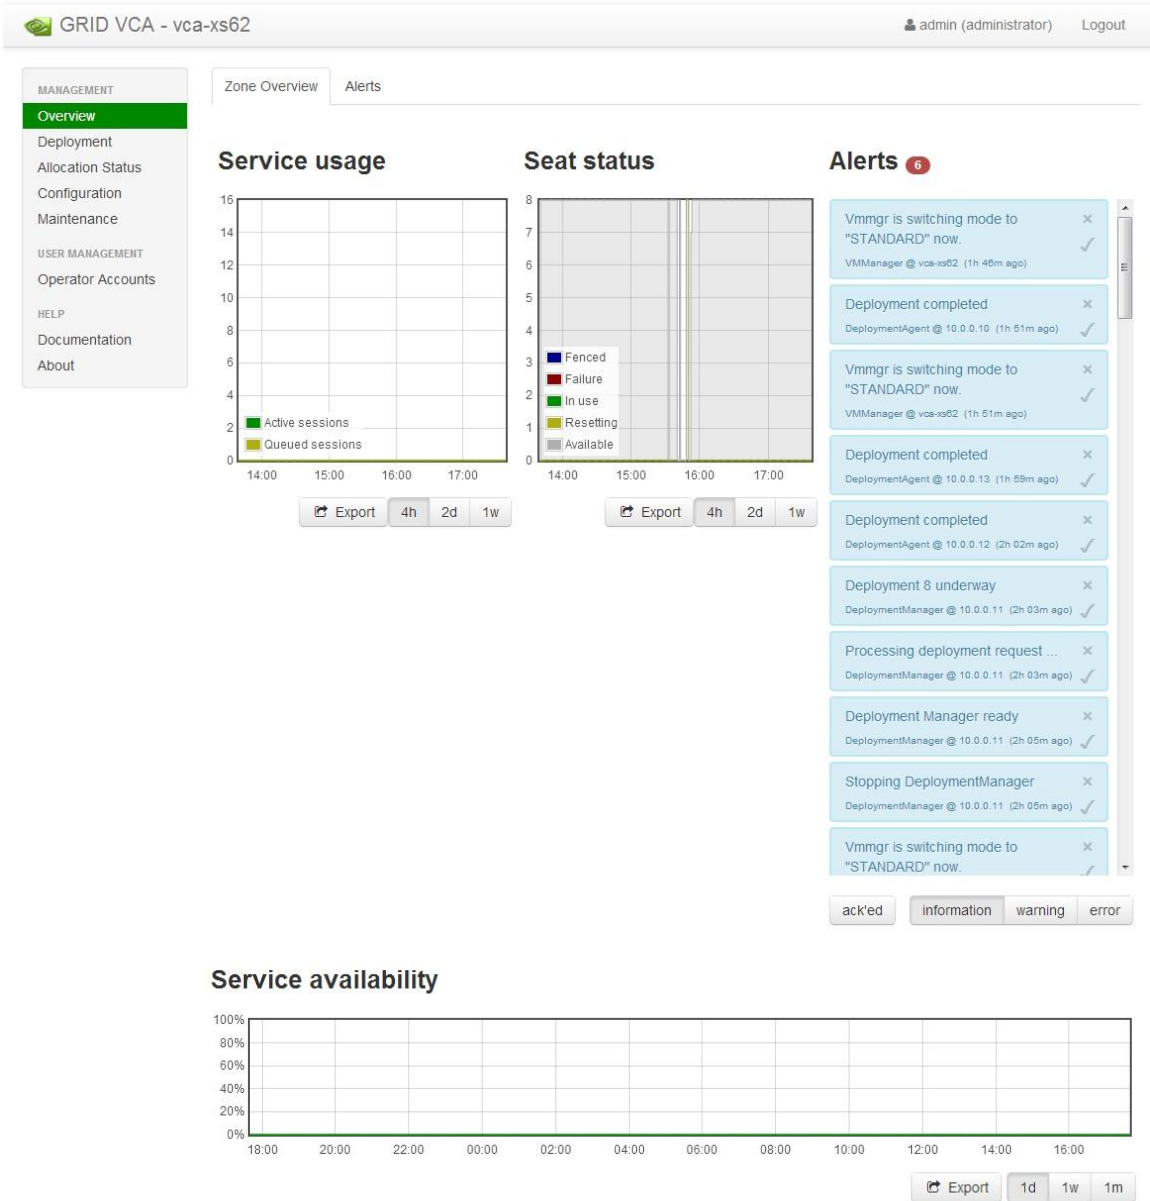 GRID VCA - vca-xs62
admin (administrator) Logout
MANAGEMENT
Overview
Deployment
Allocation Status
Configuration
Maintenance
USER MANAGEMENT
Operator Accounts
HELP
Documentation
About
Zone Overview Alerts
Service usage
16
14
12
10
8
6
4
2
0
Active sessions
Queued sessions
14:00 15:00 16:00 17:00
Export 4h 2d 1w
Seat status
8
7
6
5
4
3
2
1
0
Fenced
Failure
In use
Resetting
Available
14:00 15:00 16:00 17:00
Export 4h 2d 1w
Alerts 6
Vmmgr is switching mode to
"STANDARD" now.
VMManager @ vca-xs62 (1h 46m ago)
Deployment completed
DeploymentAgent @ 10.0.0.10 (1h 51m ago)
Vmmgr is switching mode to
"STANDARD" now.
VMManager @ vca-xs62 (1h 51m ago)
Deployment completed
DeploymentAgent @ 10.0.0.13 (1h 59m ago)
Deployment completed
DeploymentAgent @ 10.0.0.12 (2h 02m ago)
Deployment 8 underway
DeploymentManager @ 10.0.0.11 (2h 03m ago)
Processing deployment request ...
DeploymentManager @ 10.0.0.11 (2h 03m ago)
Deployment Manager ready
DeploymentManager @ 10.0.0.11 (2h 05m ago)
Stopping DeploymentManager
DeploymentManager @ 10.0.0.11 (2h 05m ago)
Vmmgr is switching mode to
"STANDARD" now.
ack'ed information warning error
Service availability
100%
80%
60%
40%
20%
0%
18:00 20:00 22:00 00:00 02:00 04:00 06:00 08:00 10:00 12:00 14:00 16:00
Export 1d 1w 1m